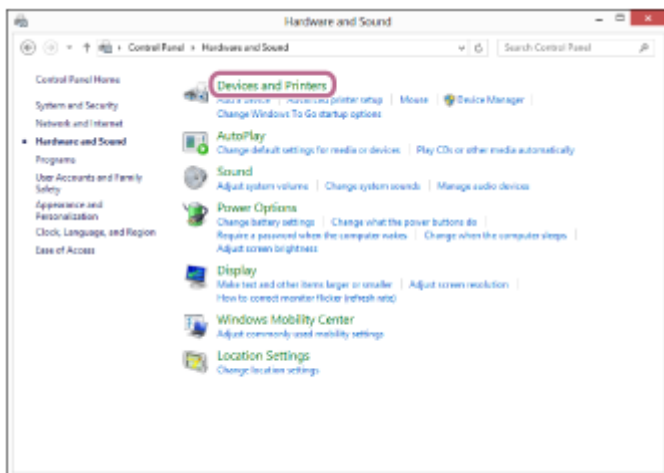 Hardware and Sound
Control Panel Hardware and Sound
Search Control Panel
Control Panel Home
System and Security
Network and Internet
Hardware and Sound
Programs
User Accounts and Family
Safety
Appearance and
Personalization
Clock, Language, and Region
Ease of Access
Devices and Printers
Add a device Advanced printer setup Mouse Device Manager
Change Windows To Go startup options
AutoPlay
Change default settings for media or devices Play CDs or other media automatically
Sound
Adjust system volume Change system sounds Manage audio devices
Power Options
Change battery settings Change what the power buttons do
Require a password when the computer wakes Change when the computer sleeps
Adjust screen brightness
Display
Make text and other items larger or smaller Adjust screen resolution
How to correct monitor flicker (refresh rate)
Windows Mobility Center
Adjust commonly used mobility settings
Location Settings
Change location settings